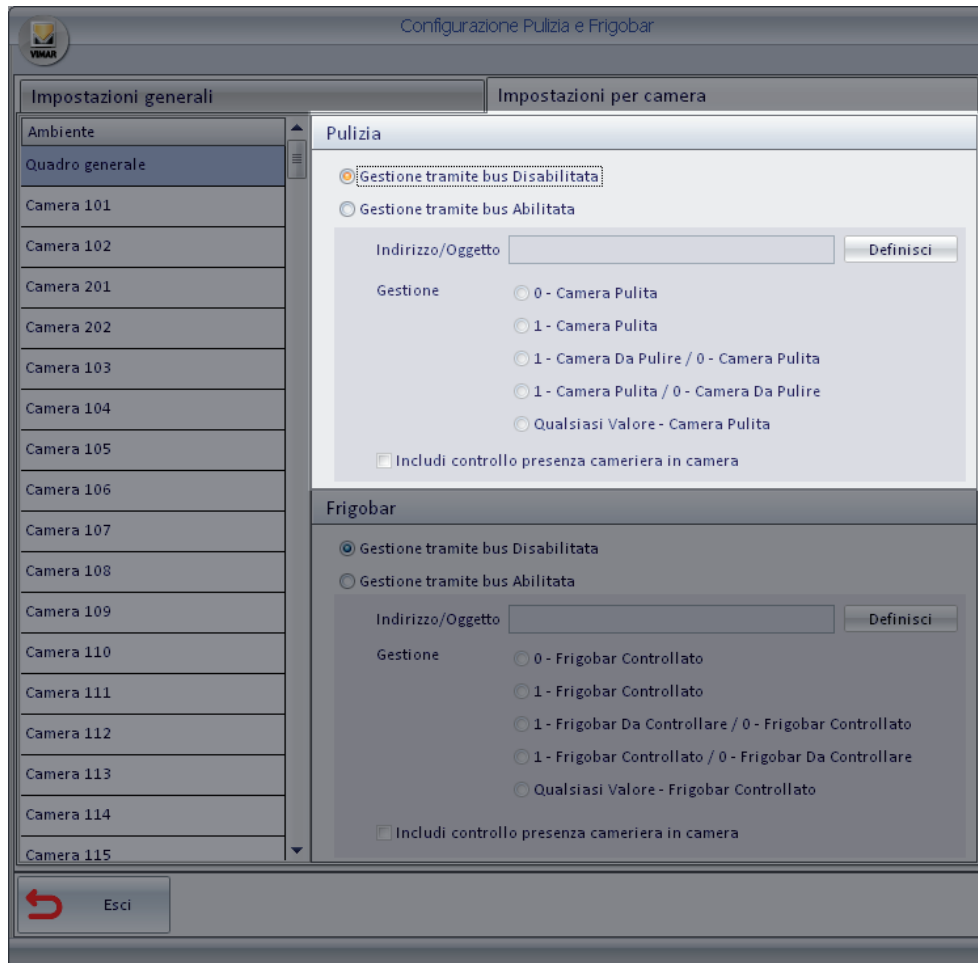 Configurazione Pulizia e Frigobar
VIMAR
Impostazioni generali
Impostazioni per camera
Ambiente
Quadro generale
Camera 101
Camera 102
Camera 201
Camera 202
Camera 103
Camera 104
Camera 105
Camera 106
Camera 107
Camera 108
Camera 109
Camera 110
Camera 111
Camera 112
Camera 113
Camera 114
Camera 115
Pulizia
Gestione tramite bus Disabilitata
Gestione tramite bus Abilitata
Indirizzo/Oggetto
Definisci
Gestione
0 - Camera Pulita
1 - Camera Pulita
1 - Camera Da Pulire / 0 - Camera Pulita
1 - Camera Pulita / 0 - Camera Da Pulire
Qualsiasi Valore - Camera Pulita
Includi controllo presenza cameriera in camera
Frigobar
Gestione tramite bus Disabilitata
Gestione tramite bus Abilitata
Indirizzo/Oggetto
Definisci
Gestione
0 - Frigobar Controllato
1 - Frigobar Controllato
1 - Frigobar Da Controllare / 0 - Frigobar Controllato
1 - Frigobar Controllato / 0 - Frigobar Da Controllare
Qualsiasi Valore - Frigobar Controllato
Includi controllo presenza cameriera in camera
Esci